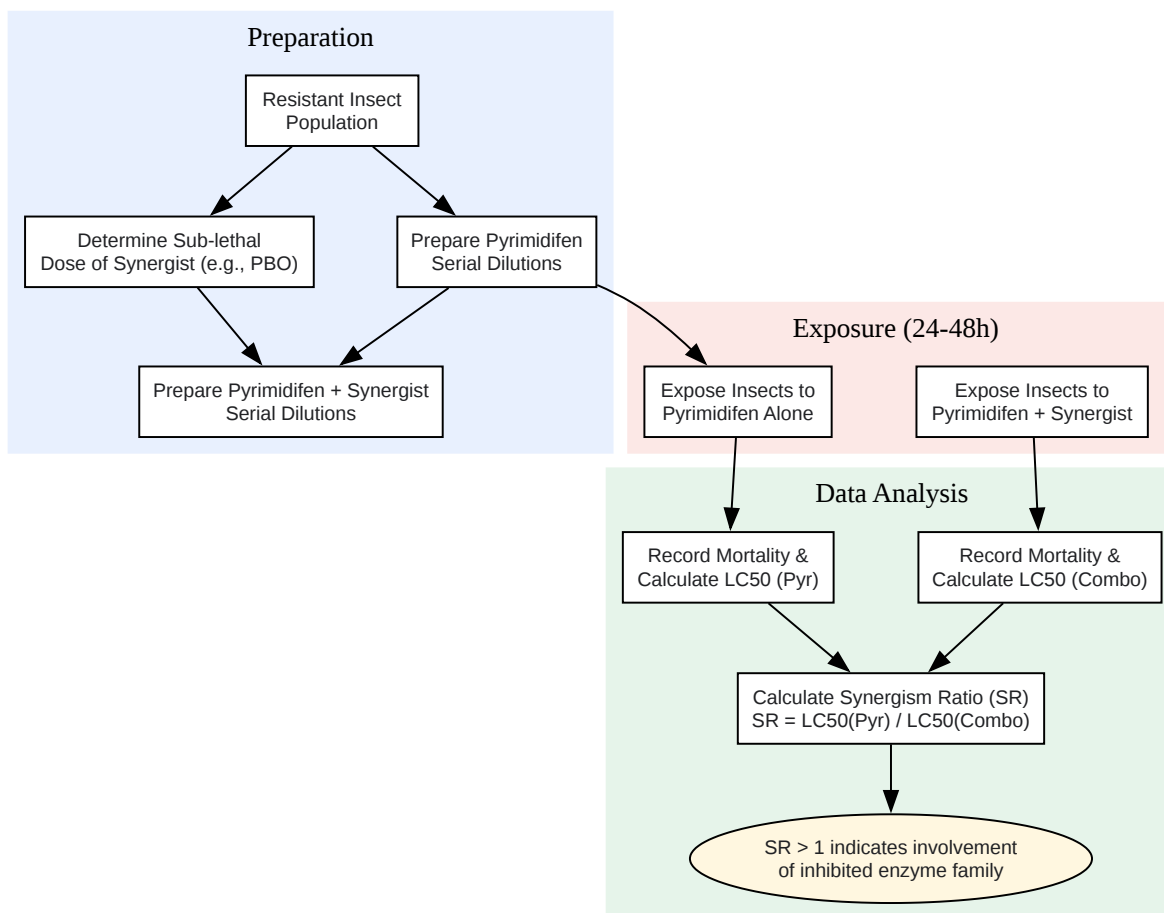 Preparation
Resistant Insect
Population
Determine Sub-lethal
Dose of Synergist (e.g., PBO)
Prepare Pyrimidifen
Serial Dilutions
Prepare Pyrimidifen + Synergist
Serial Dilutions
Exposure (24-48h)
Expose Insects to
Pyrimidifen Alone
Expose Insects to
Pyrimidifen + Synergist
Data Analysis
Record Mortality &
Calculate LC50 (Pyr)
Record Mortality &
Calculate LC50 (Combo)
Calculate Synergism Ratio (SR)
SR = LC50(Pyr) / LC50(Combo)
SR > 1 indicates involvement
of inhibited enzyme family